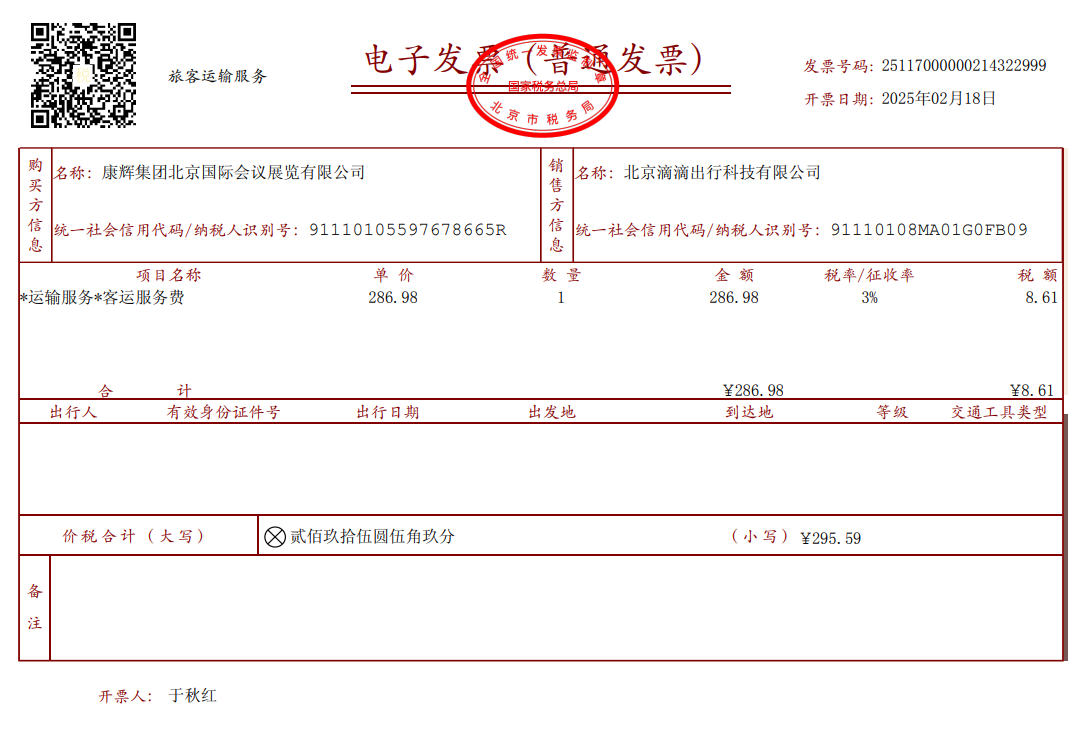 电子发票（普通发票）
全国统一发票监制章
国家税务总局
北京市税务局
旅客运输服务
发票号码：25117000000214322999
开票日期：2025年02月18日
购买方信息
名称：康辉集团北京国际会议展览有限公司
统一社会信用代码/纳税人识别号：91110105597678665R
销售方信息
名称：北京滴滴出行科技有限公司
统一社会信用代码/纳税人识别号：91110108MA01G0FB09
项目名称 单价 数量 金额 税率/征收率 税额
*运输服务*客运服务费 286.98 1 286.98 3% 8.61
合计 ¥286.98 ¥8.61
出行人 有效身份证件号 出行日期 出发地 到达地 等级 交通工具类型
价税合计（大写） ⊗贰佰玖拾伍圆伍角玖分 （小写）¥295.59
备注
开票人：于秋红